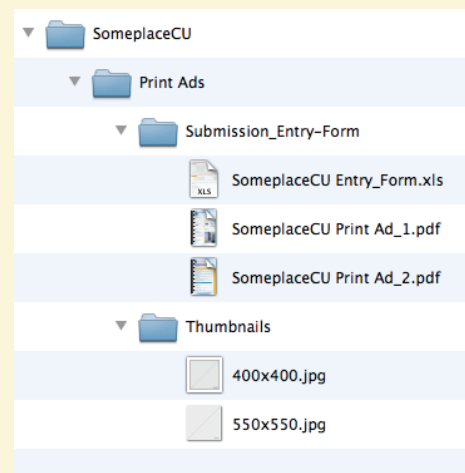 SomeplaceCU
Print Ads
Submission_Entry-Form
XLS
SomeplaceCU Entry_Form.xls
SomeplaceCU Print Ad_1.pdf
SomeplaceCU Print Ad_2.pdf
Thumbnails
400x400.jpg
550x550.jpg